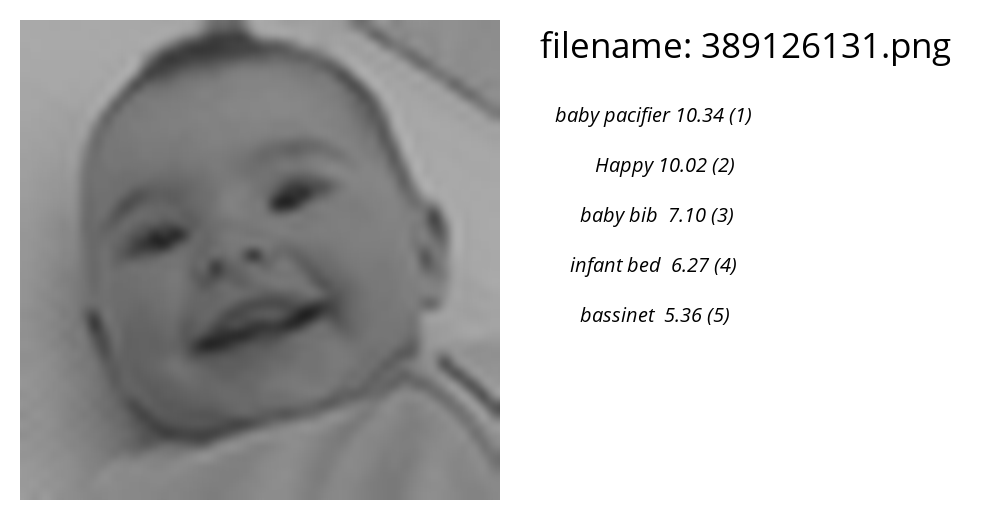 filename: 389126131.png
baby pacifier 10.34 (1)
Happy 10.02 (2)
baby bib  7.10 (3)
infant bed  6.27 (4)
bassinet  5.36 (5)